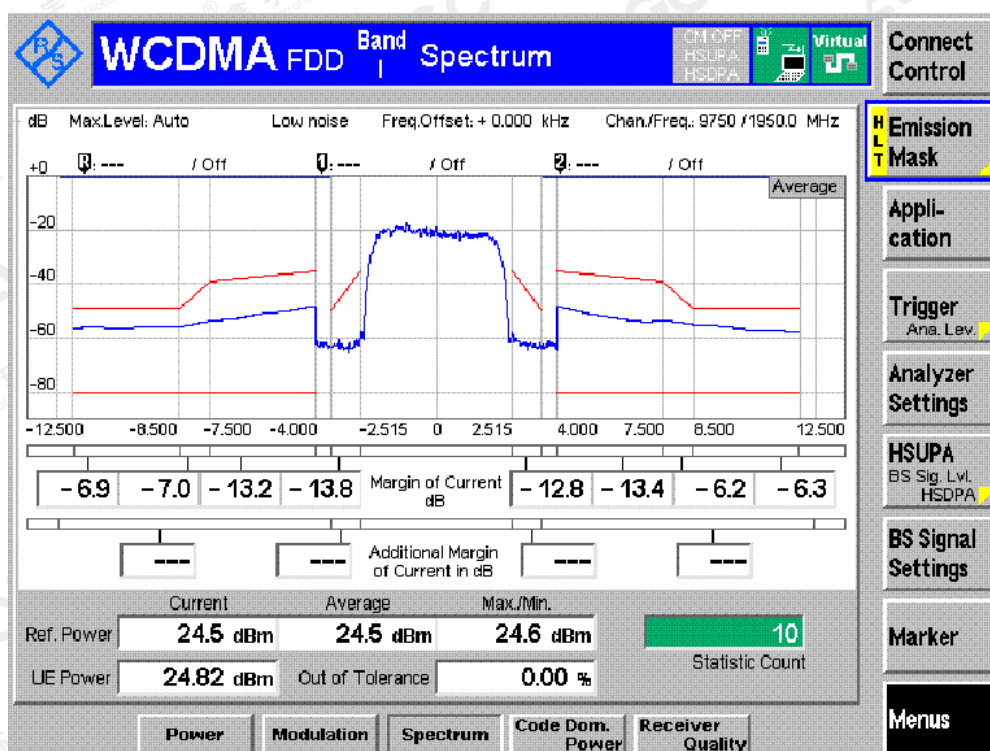 R S
WCDMA FDD Band I Spectrum
CM OFF
HSUPA
HSDPA
Virtual
Connect Control
dB Max.Level: Auto Low noise Freq.Offset: + 0.000 kHz Chan./Freq.: 9750 / 1950.0 MHz
HLT
Emission Mask
+0 R: --- / Off 1: --- / Off 2: --- / Off
Average
-20
-40
-60
-80
Appli-
cation
Trigger
Ana. Lev.
Analyzer Settings
-12.500 -8.500 -7.500 -4.000 -2.515 0 2.515 4.000 7.500 8.500 12.500
HSUPA
BS Sig. Lvl.
HSDPA
-6.9 -7.0 -13.2 -13.8 Margin of Current dB -12.8 -13.4 -6.2 -6.3
--- --- Additional Margin of Current in dB --- ---
BS Signal Settings
Current Average Max./Min.
Ref. Power 24.5 dBm 24.5 dBm 24.6 dBm 10
Statistic Count
UE Power 24.82 dBm Out of Tolerance 0.00 %
Marker
Menus
Power Modulation Spectrum Code Dom. Power Receiver Quality